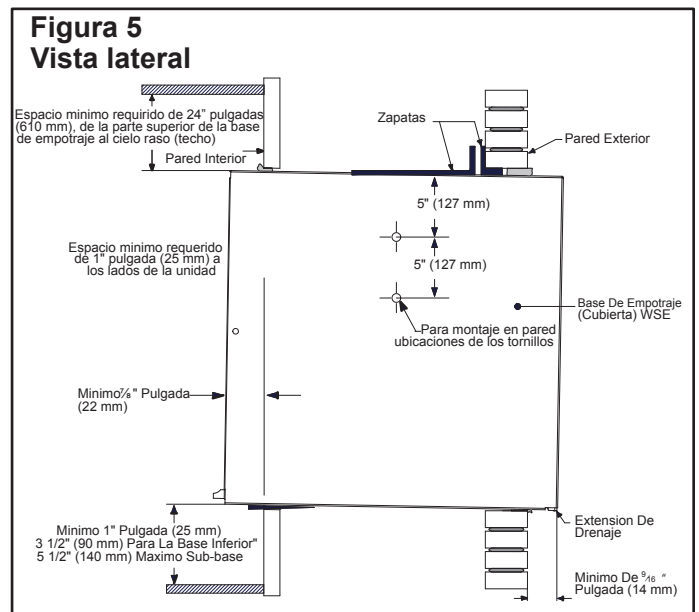 Figura 5
Vista lateral
Espacio minimo requirido de 24" pulgadas
(610 mm), de la parte superior de la base
de empotraje al cielo raso (techo)
Pared Interior
Zapatas
Pared Exterior
5" (127 mm)
5" (127 mm)
Espacio minimo requerido
de 1" pulgada (25 mm) a
los lados de la unidad
Base De Empotraje
(Cubierta) WSE
Para montaje en pared
ubicaciones de los tornillos
Minimo⅞" Pulgada
(22 mm)
Minimo 1" Pulgada (25 mm)
3 1/2" (90 mm) Para La Base Inferior"
5 1/2" (140 mm) Maximo Sub-base
Extension De
Drenaje
Minimo De 9/16 "
Pulgada (14 mm)